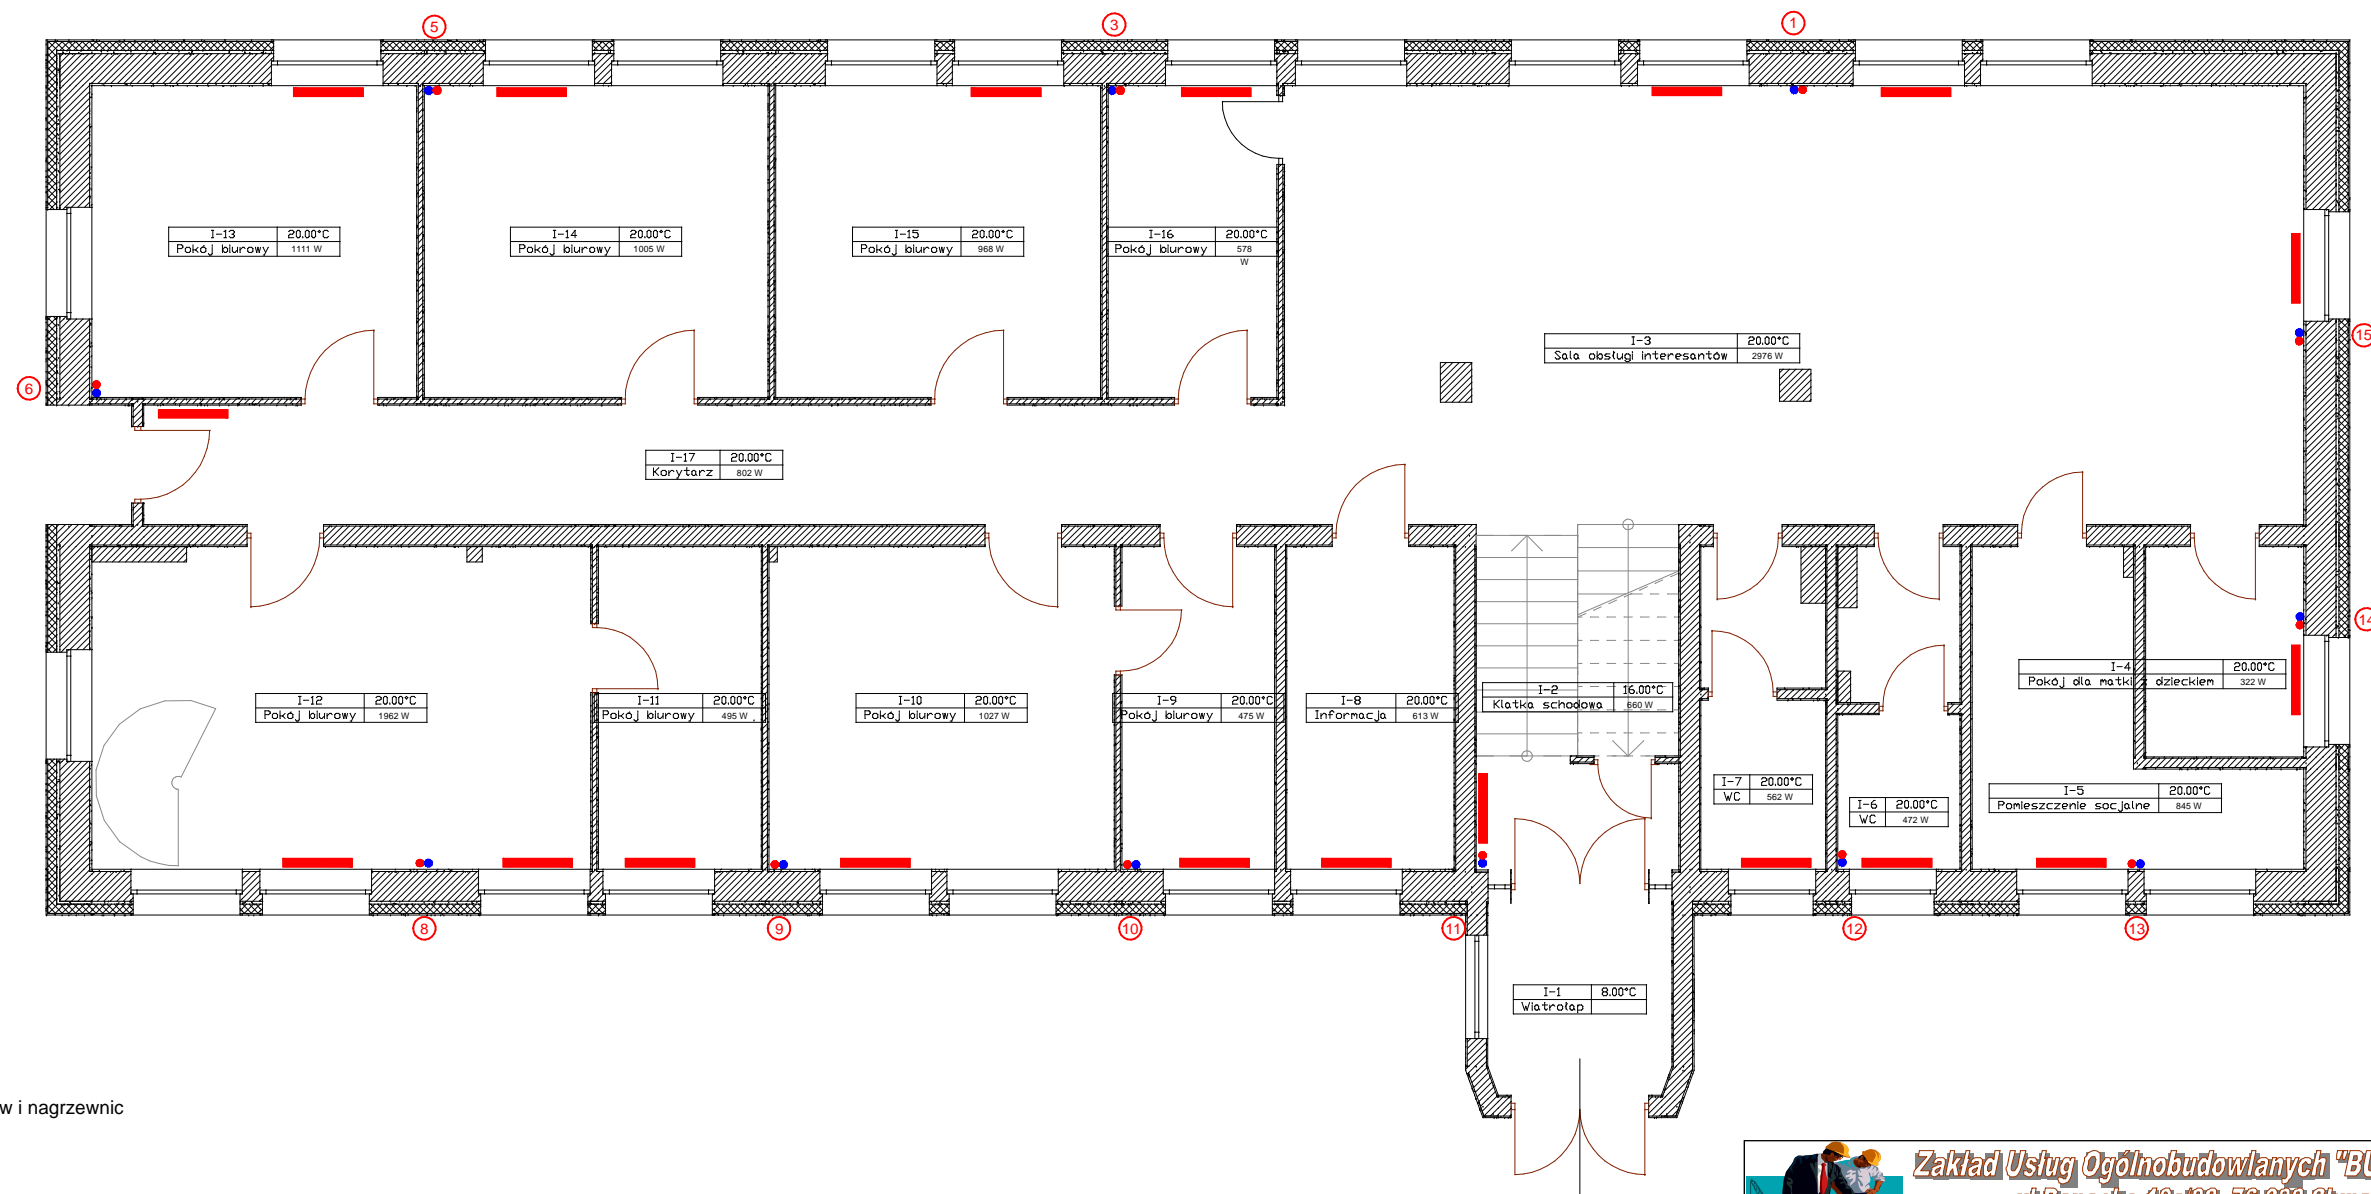 5
3
1
I-13 20.00°C
Pokój biurowy 1111 W
I-14 20.00°C
Pokój biurowy 1005 W
I-15 20.00°C
Pokój biurowy 968 W
I-16 20.00°C
Pokój biurowy 578
W
I-3 20.00°C
Sala obsługi interesantów 2976 W
15
6
I-17 20.00°C
Korytarz 802 W
14
I-12 20.00°C
Pokój biurowy 1962 W
I-11 20.00°C
Pokój biurowy 495 W
I-10 20.00°C
Pokój biurowy 1027 W
I-9 20.00°C
Pokój biurowy 475 W
I-8 20.00°C
Informacja 613 W
I-2 16.00°C
Klatka schodowa 660 W
I-4 20.00°C
Pokój dla matki z dzieckiem 322 W
I-7 20.00°C
WC 562 W
I-6 20.00°C
WC 472 W
I-5 20.00°C
Pomieszczenie socjalne 845 W
8
9
10
11
12
13
I-1 8.00°C
Wiatrołap
w i nagrzewnic
Zakład Usług Ogólnobudowlanych "BU